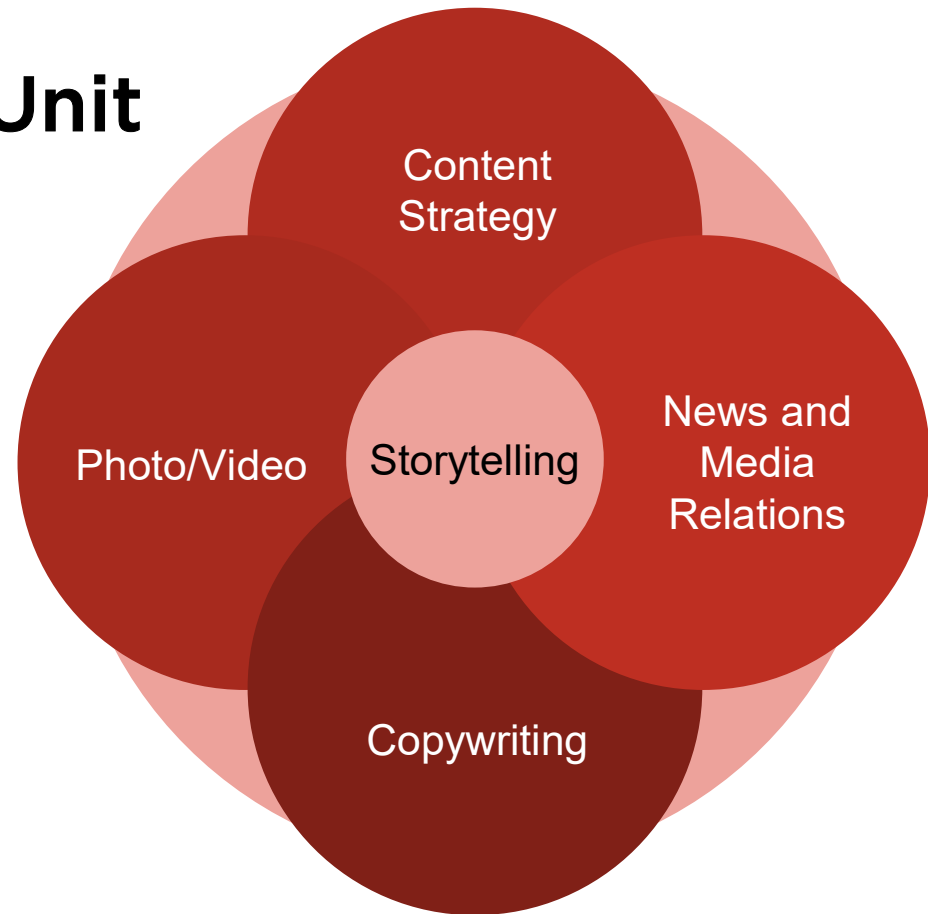 Unit
Content
Strategy
News and
Media
Relations
Photo/Video
Storytelling
Copywriting